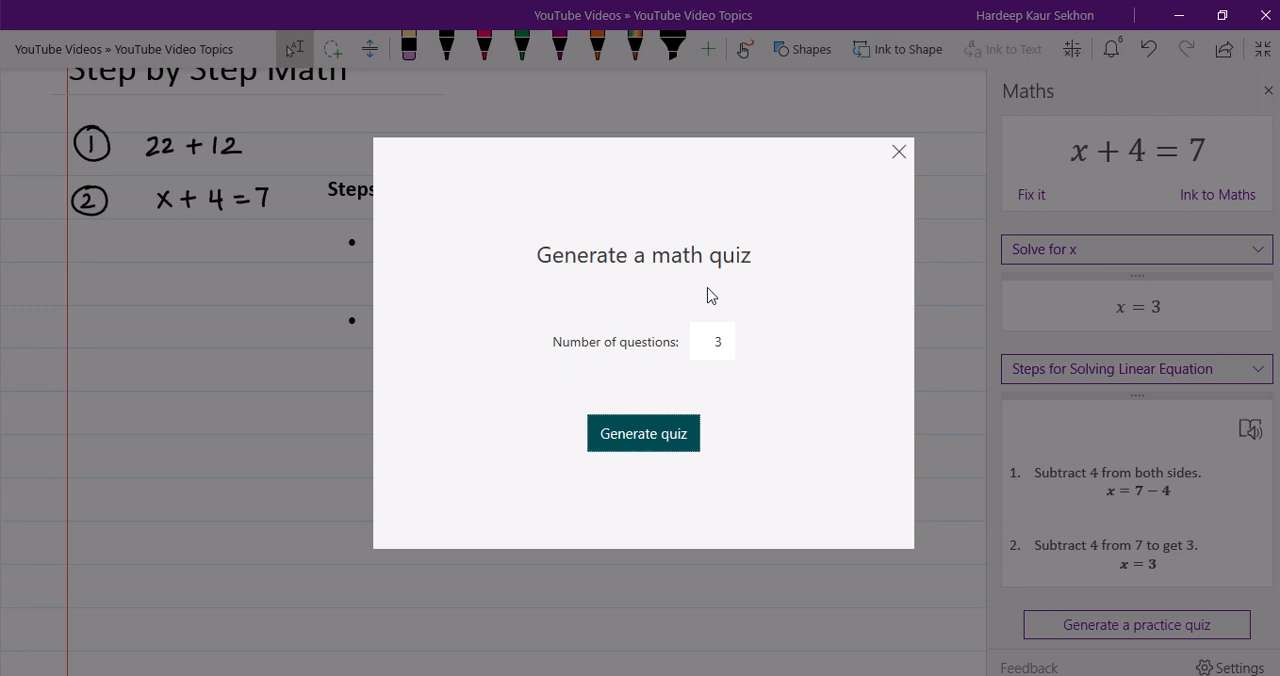 YouTube Videos » YouTube Video Topics
Hardeep Kaur Sekhon
YouTube Videos » YouTube Video Topics
Shapes
Ink to Shape
Ink to Text
6
Step by Step Math
1 22 + 12
2 x + 4 = 7
Steps
Generate a math quiz
Number of questions: 3
Generate quiz
Maths
x + 4 = 7
Fix it Ink to Maths
Solve for x
x = 3
Steps for Solving Linear Equation
1. Subtract 4 from both sides.
x = 7 − 4
2. Subtract 4 from 7 to get 3.
x = 3
Generate a practice quiz
Feedback Settings